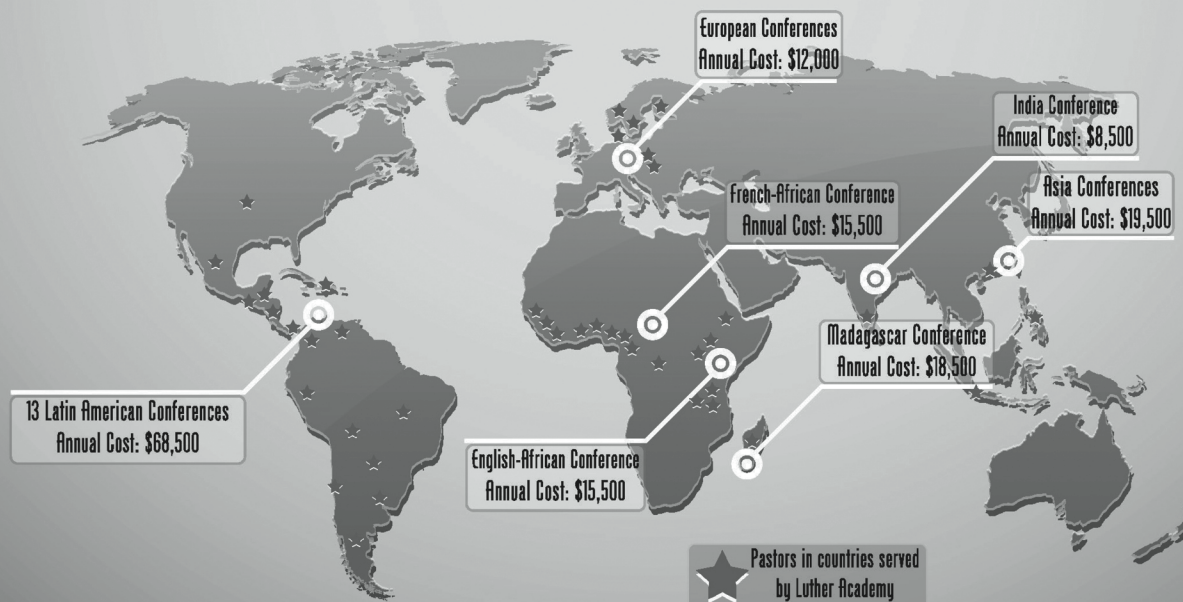 European Conferences
Annual Cost: $12,000
India Conference
Annual Cost: $8,500
French-African Conference
Annual Cost: $15,500
Asia Conferences
Annual Cost: $19,500
Madagascar Conference
Annual Cost: $18,500
13 Latin American Conferences
Annual Cost: $68,500
English-African Conference
Annual Cost: $15,500
Pastors in countries served
by Luther Academy